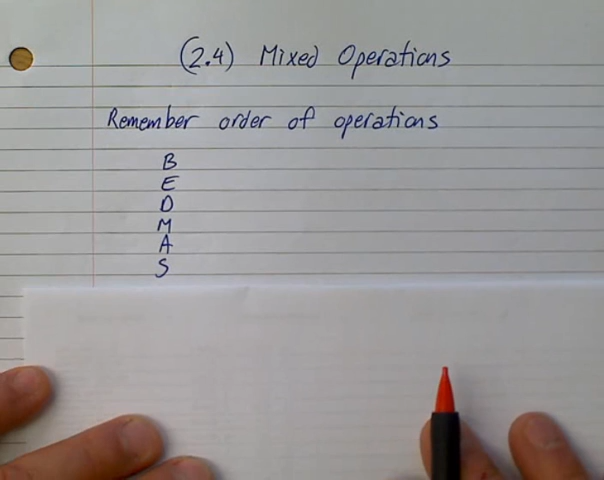 (2.4) Mixed Operations
Remember order of operations
B
E
D
M
A
S